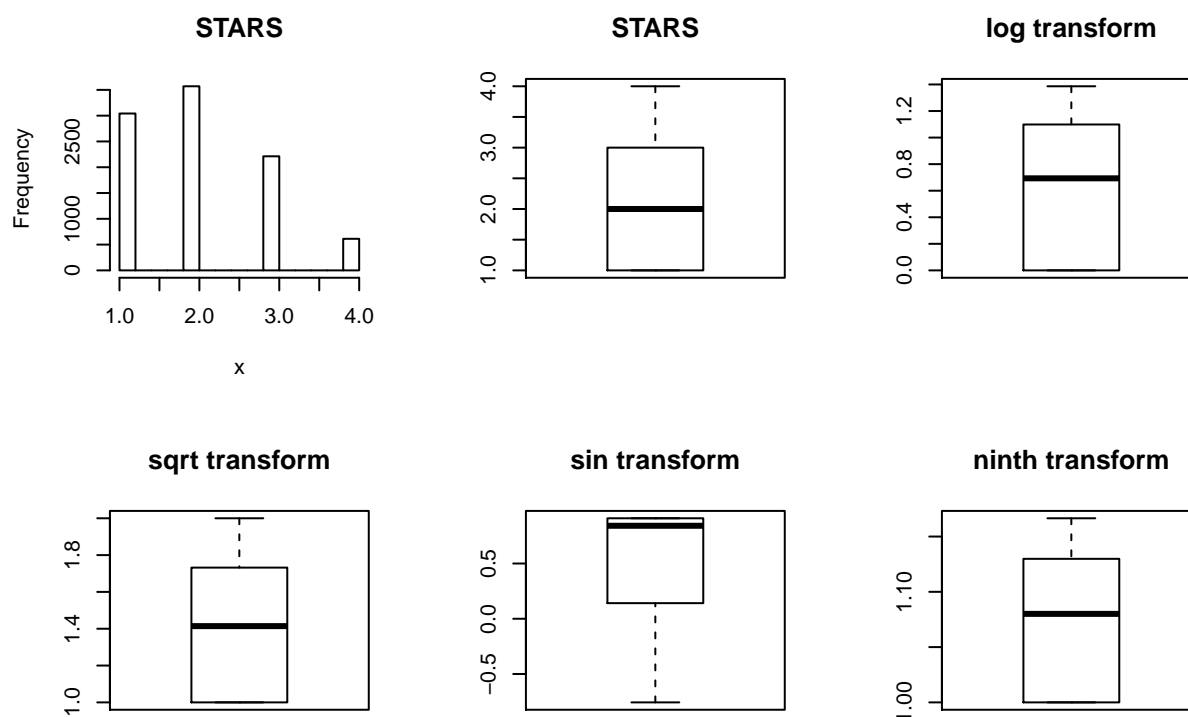 STARS
Frequency
2500
1000
0
1.0 2.0 3.0 4.0
x
STARS
4.0
3.0
2.0
1.0
log transform
1.2
0.8
0.4
0.0
sqrt transform
1.8
1.4
1.0
sin transform
0.5
0.0
−0.5
ninth transform
1.10
1.00